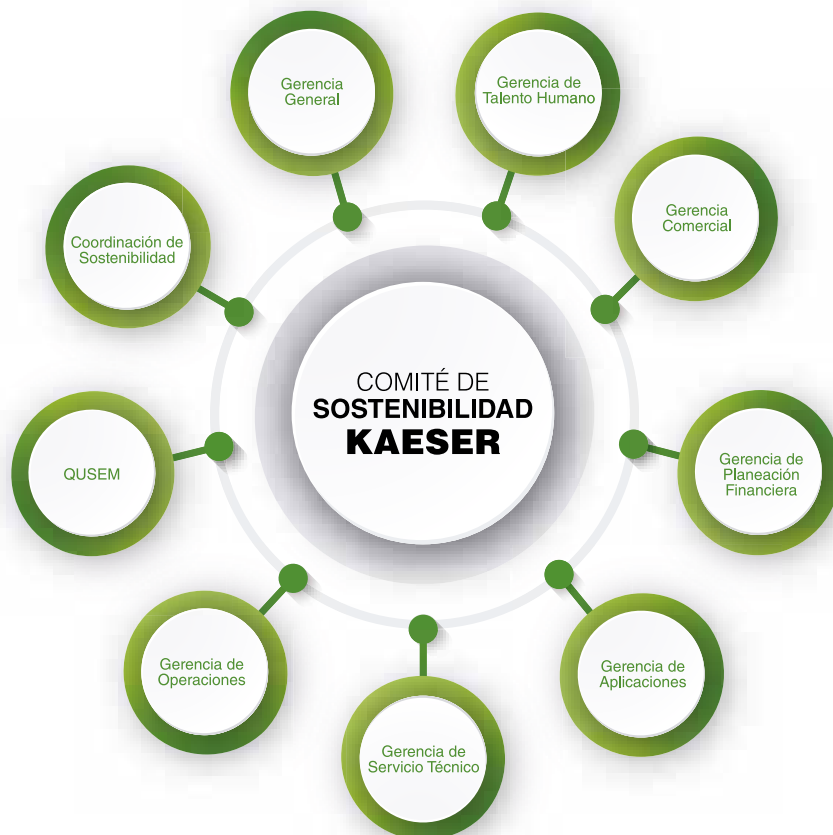 Gerencia
General
Gerencia de
Talento Humano
Gerencia
Comercial
Coordinación de
Sostenibilidad
COMITÉ DE
SOSTENIBILIDAD
KAESER
QUSEM
Gerencia de
Planeación
Financiera
Gerencia de
Operaciones
Gerencia de
Aplicaciones
Gerencia de
Servicio Técnico